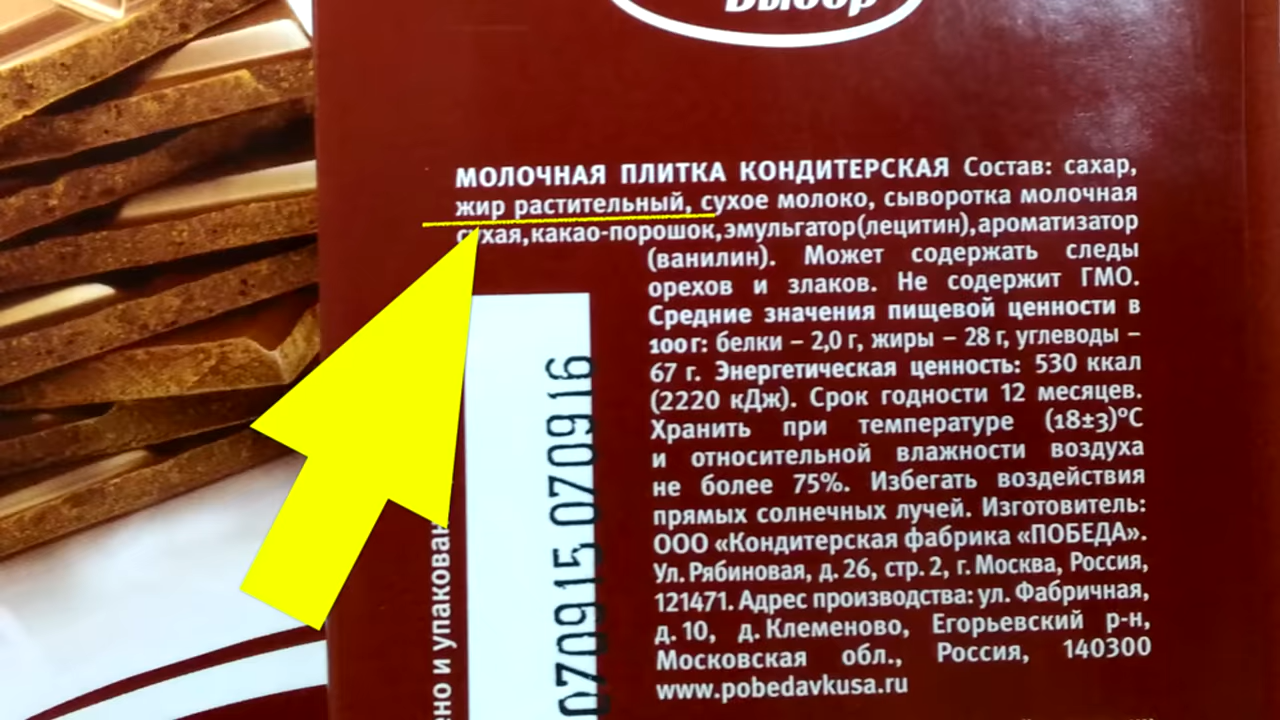 Выбор
МОЛОЧНАЯ ПЛИТКА КОНДИТЕРСКАЯ Состав: сахар,
жир растительный, сухое молоко, сыворотка молочная
сухая, какао-порошок, эмульгатор (лецитин), ароматизатор
(ванилин). Может содержать следы
орехов и злаков. Не содержит ГМО.
Средние значения пищевой ценности в
100 г: белки – 2,0 г, жиры – 28 г, углеводы –
67 г. Энергетическая ценность: 530 ккал
(2220 кДж). Срок годности 12 месяцев.
Хранить при температуре (18±3)°С
и относительной влажности воздуха
не более 75%. Избегать воздействия
прямых солнечных лучей. Изготовитель:
ООО «Кондитерская фабрика «ПОБЕДА».
Ул. Рябиновая, д. 26, стр. 2, г. Москва, Россия,
121471. Адрес производства: ул. Фабричная,
д. 10, д. Клеменово, Егорьевский р-н,
Московская обл., Россия, 140300
www.pobedavkusa.ru
и упакован
070915 070916